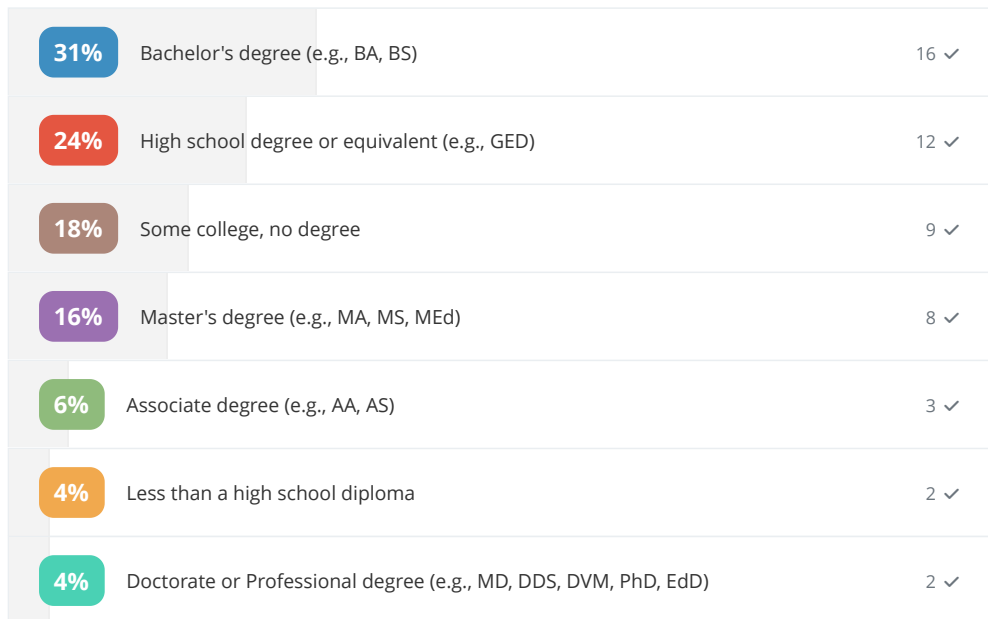 31% Bachelor's degree (e.g., BA, BS) 16
24% High school degree or equivalent (e.g., GED) 12
18% Some college, no degree 9
16% Master's degree (e.g., MA, MS, MEd) 8
6% Associate degree (e.g., AA, AS) 3
4% Less than a high school diploma 2
4% Doctorate or Professional degree (e.g., MD, DDS, DVM, PhD, EdD) 2